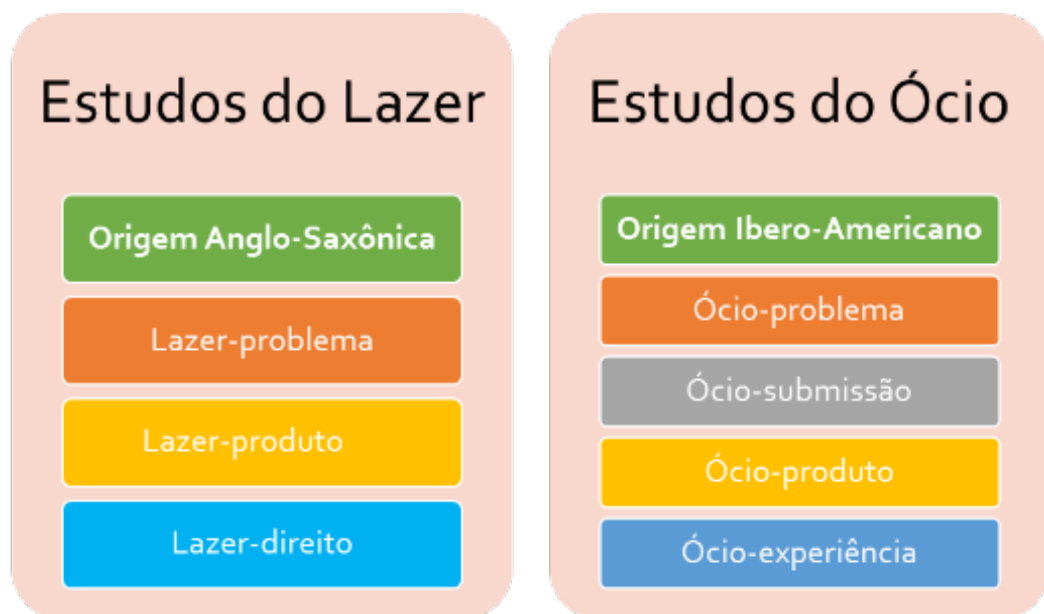 Estudos do Lazer
Origem Anglo-Saxônica
Lazer-problema
Lazer-produto
Lazer-direito
Estudos do Ócio
Origem Ibero-Americano
Ócio-problema
Ócio-submissão
Ócio-produto
Ócio-experiência